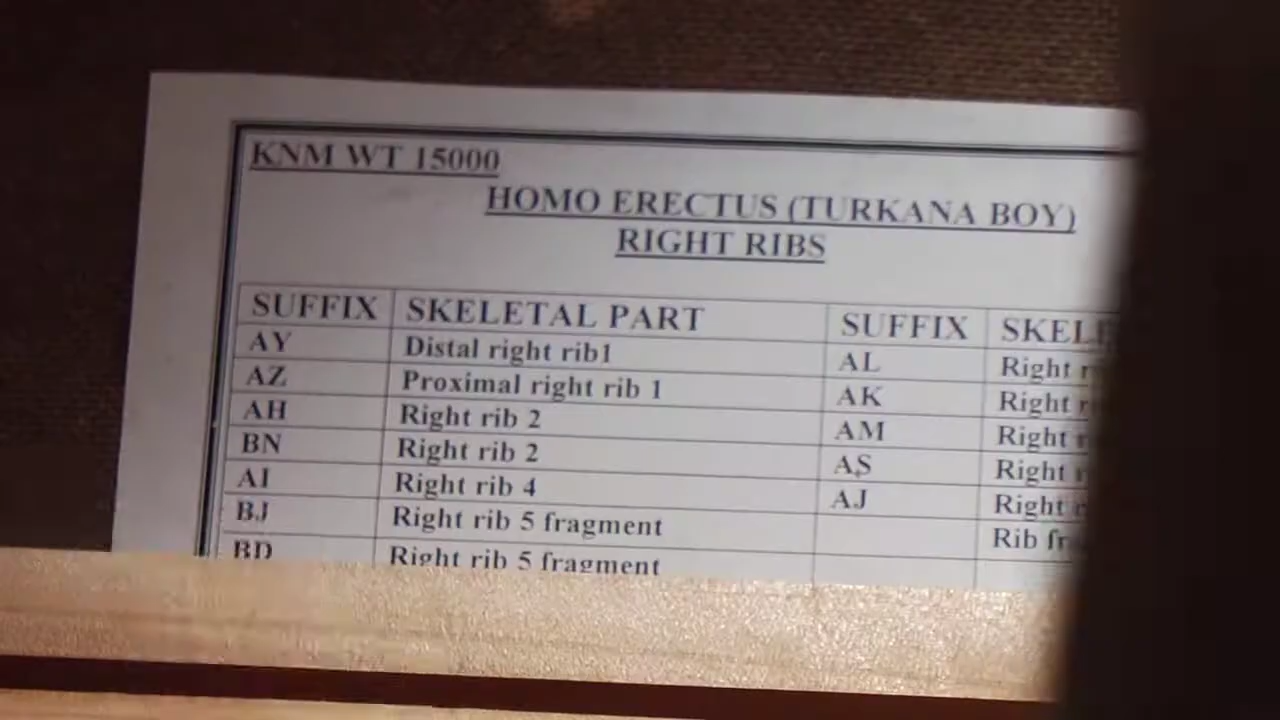 KNM WT 15000
HOMO ERECTUS (TURKANA BOY)
RIGHT RIBS
SUFFIX SKELETAL PART SUFFIX
AY Distal right rib1 AL Right
AZ Proximal right rib 1 AK Right
AH Right rib 2 AM Right
BN Right rib 2 AS Right
AI Right rib 4 AJ Right
BJ Right rib 5 fragment Rib
BD Right rib 5 fragment